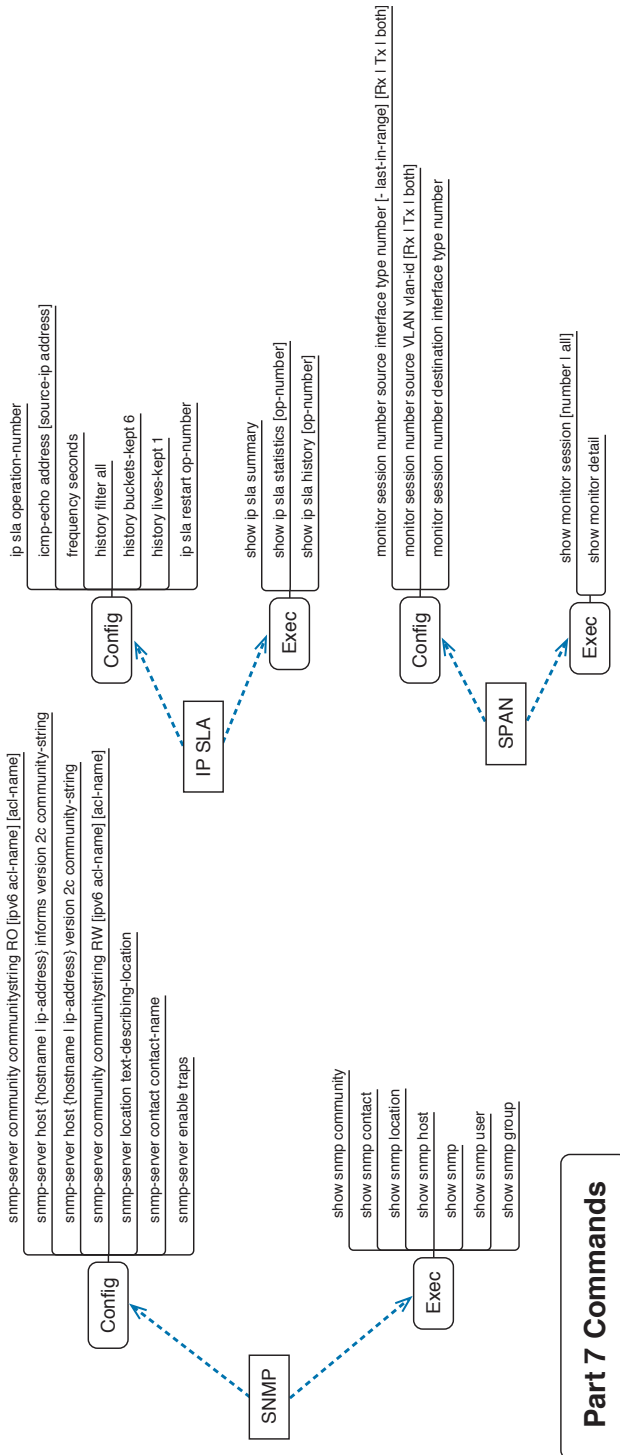 SNMP
Config
snmp-server community communitystring RO [ipv6 acl-name] [acl-name]
snmp-server host {hostname | ip-address} informs version 2c community-string
snmp-server host {hostname | ip-address} version 2c community-string
snmp-server community communitystring RW [ipv6 acl-name] [acl-name]
snmp-server location text-describing-location
snmp-server contact contact-name
snmp-server enable traps
Exec
show snmp community
show snmp contact
show snmp location
show snmp host
show snmp
show snmp user
show snmp group
IP SLA
Config
ip sla operation-number
icmp-echo address [source-ip address]
frequency seconds
history filter all
history buckets-kept 6
history lives-kept 1
ip sla restart op-number
Exec
show ip sla summary
show ip sla statistics [op-number]
show ip sla history [op-number]
SPAN
Config
monitor session number source interface type number [- last-in-range] [Rx | Tx | both]
monitor session number source VLAN vlan-id [Rx | Tx | both]
monitor session number destination interface type number
Exec
show monitor session [number | all]
show monitor detail
Part 7 Commands